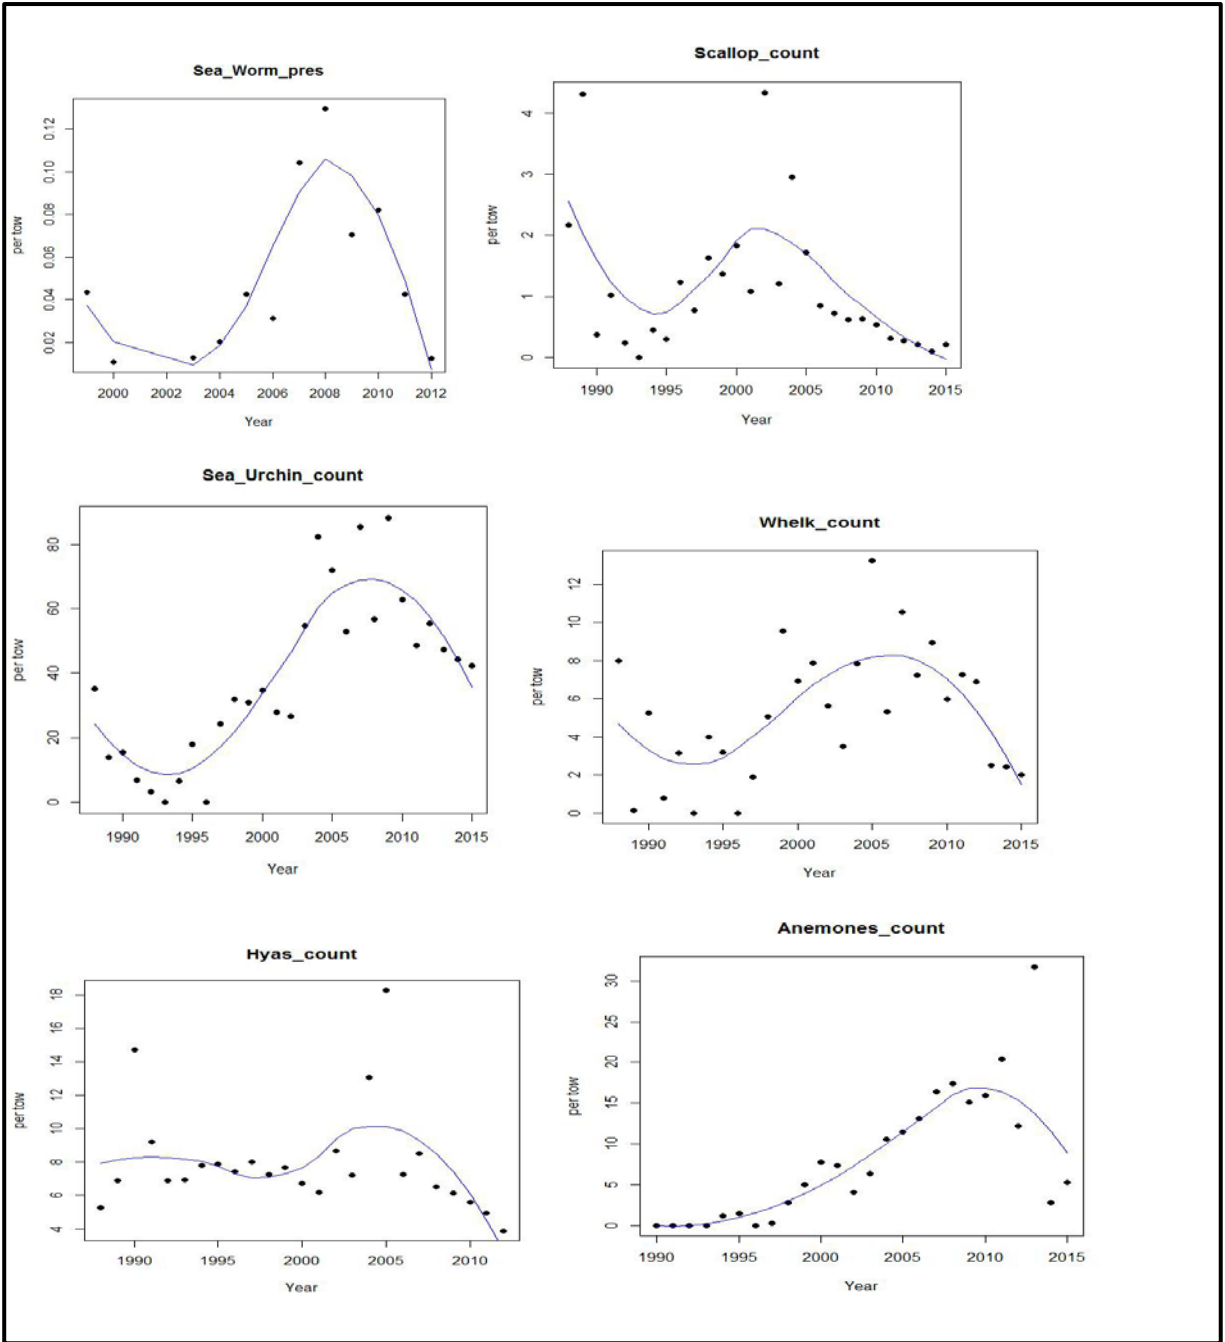 Sea_Worm_pres
per tow
0.12
0.10
0.08
0.06
0.04
0.02
2000 2002 2004 2006 2008 2010 2012
Year
Scallop_count
per tow
4
3
2
1
0
1990 1995 2000 2005 2010 2015
Year
Sea_Urchin_count
per tow
80
60
40
20
0
1990 1995 2000 2005 2010 2015
Year
Whelk_count
per tow
12
10
8
6
4
2
0
1990 1995 2000 2005 2010 2015
Year
Hyas_count
per tow
18
16
14
12
10
8
6
4
1990 1995 2000 2005 2010
Year
Anemones_count
per tow
30
25
20
15
10
5
0
1990 1995 2000 2005 2010 2015
Year